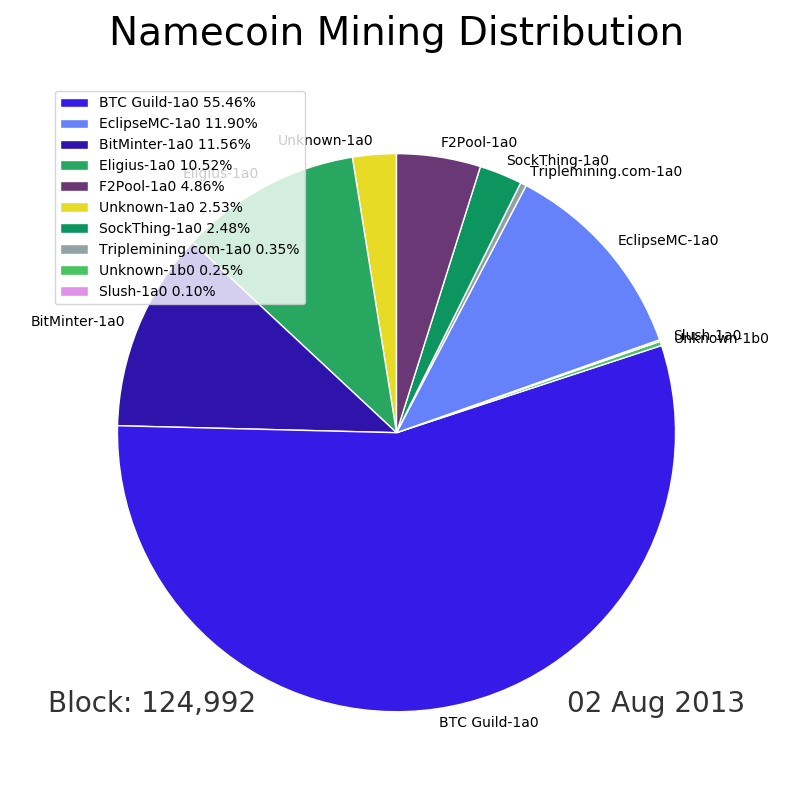 Namecoin Mining Distribution
BTC Guild-1a0 55.46%
EclipseMC-1a0 11.90%
BitMinter-1a0 11.56%
Eligius-1a0 10.52%
F2Pool-1a0 4.86%
Unknown-1a0 2.53%
SockThing-1a0 2.48%
Triplemining.com-1a0 0.35%
Unknown-1b0 0.25%
Slush-1a0 0.10%
Unknown-1a0
F2Pool-1a0
SockThing-1a0
Triplemining.com-1a0
Eligius-1a0
EclipseMC-1a0
BitMinter-1a0
Slush-1a0
Unknown-1b0
BTC Guild-1a0
Block: 124,992
02 Aug 2013